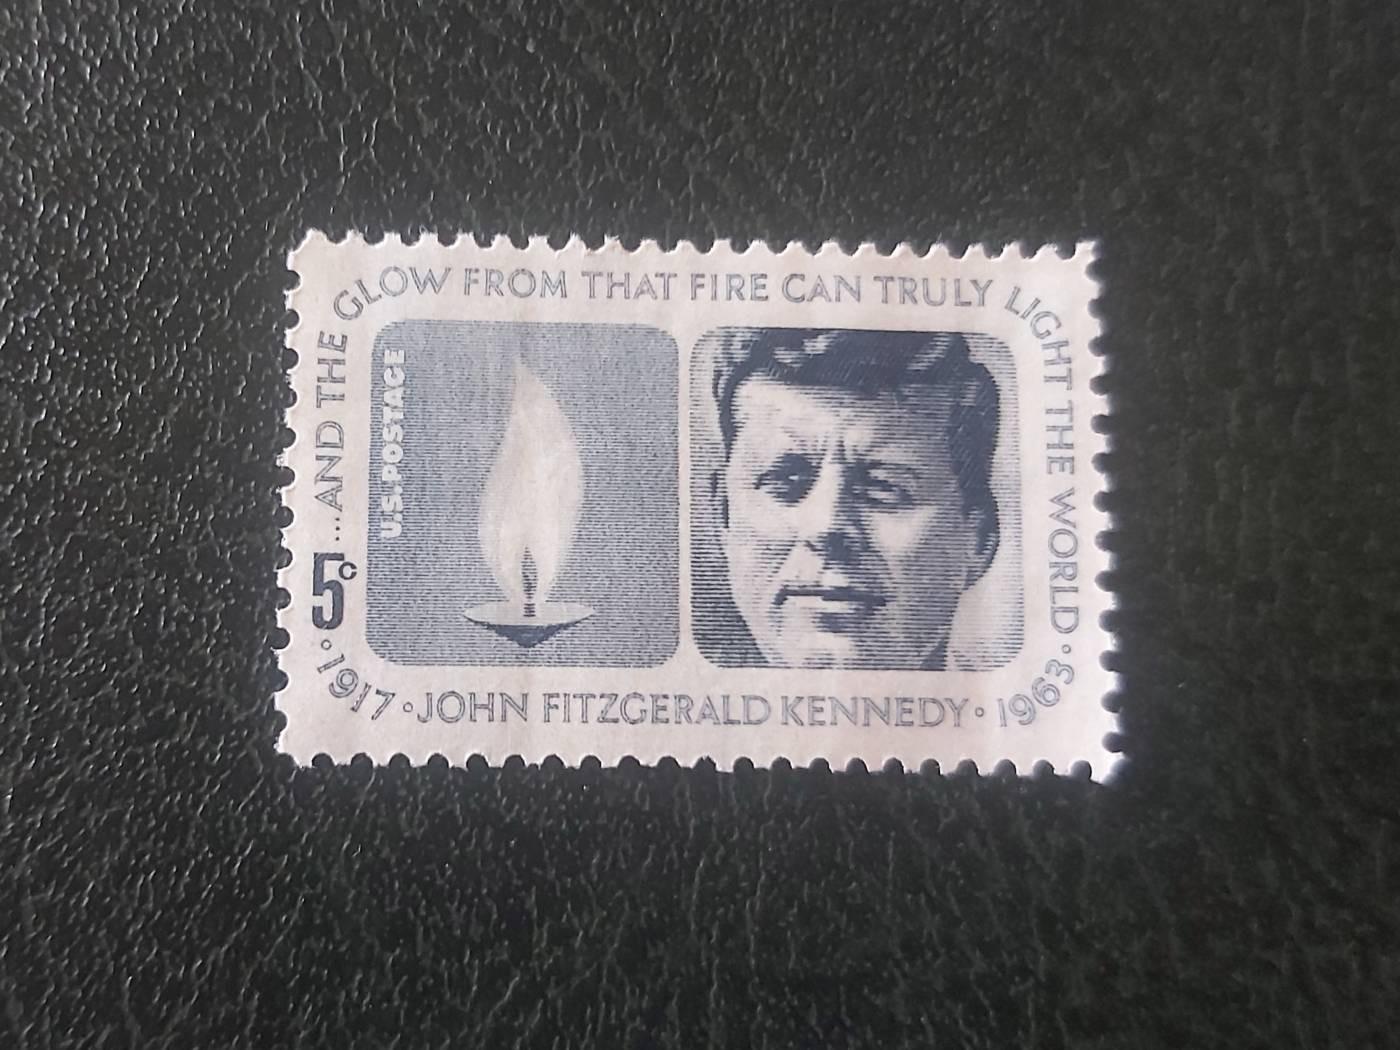 ...AND THE GLOW FROM THAT FIRE CAN TRULY LIGHT THE WORLD
U.S. POSTAGE
5c
•1917•JOHN FITZGERALD KENNEDY•1963•